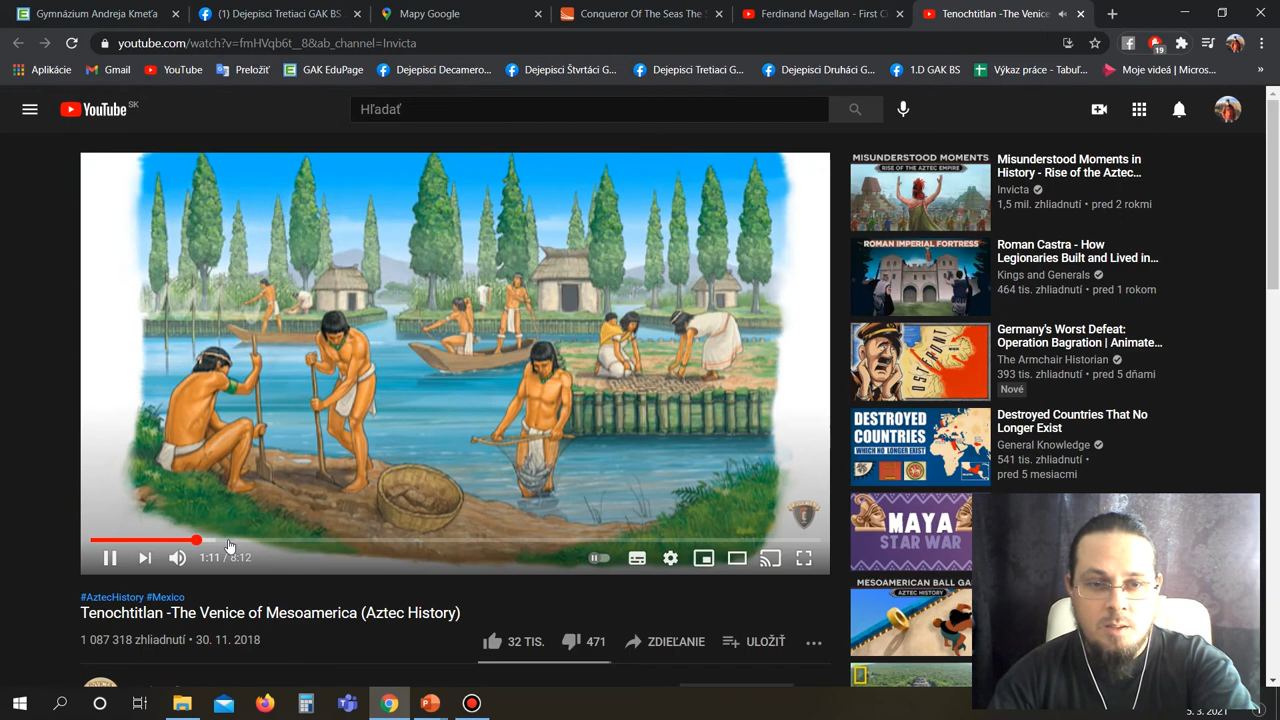 Gymnázium Andreja Kmeťa
(1) Dejepisci Tretiaci GAK BS
Mapy Google
Conqueror Of The Seas The S
Ferdinand Magellan - First C
Tenochtitlan -The Venice
youtube.com/watch?v=fmHVqb6t__8&ab_channel=Invicta
19
Aplikácie
Gmail
YouTube
Preložiť
GAK EduPage
Dejepisci Decamero...
Dejepisci Štvrtáci G...
Dejepisci Tretiaci G...
Dejepisci Druháci G...
1.D GAK BS
Výkaz práce - Tabuľ...
Moje videá | Micros...
»
YouTube SK
Hľadať
MISUNDERSTOOD MOMENTS
RISE OF THE AZTEC EMPIRE
Misunderstood Moments in
History - Rise of the Aztec...
Invicta
1,5 mil. zhliadnutí • pred 2 rokmi
ROMAN IMPERIAL FORTRESS
Roman Castra - How
Legionaries Built and Lived in...
Kings and Generals
464 tis. zhliadnutí • pred 1 rokom
OSTFRONT
Germany's Worst Defeat:
Operation Bagration | Animate...
The Armchair Historian
393 tis. zhliadnutí • pred 5 dňami
Nové
DESTROYED
COUNTRIES
WHICH NO LONGER EXIST
Destroyed Countries That No
Longer Exist
General Knowledge
541 tis. zhliadnutí •
pred 5 mesiacmi
MAYA
STAR WAR
MESOAMERICAN BALL GA
AZTEC HISTORY
1:11 / 8:12
#AztecHistory #Mexico
Tenochtitlan -The Venice of Mesoamerica (Aztec History)
1 087 318 zhliadnutí • 30. 11. 2018
32 TIS.
471
ZDIEĽANIE
ULOŽIŤ
5. 3. 2021
1